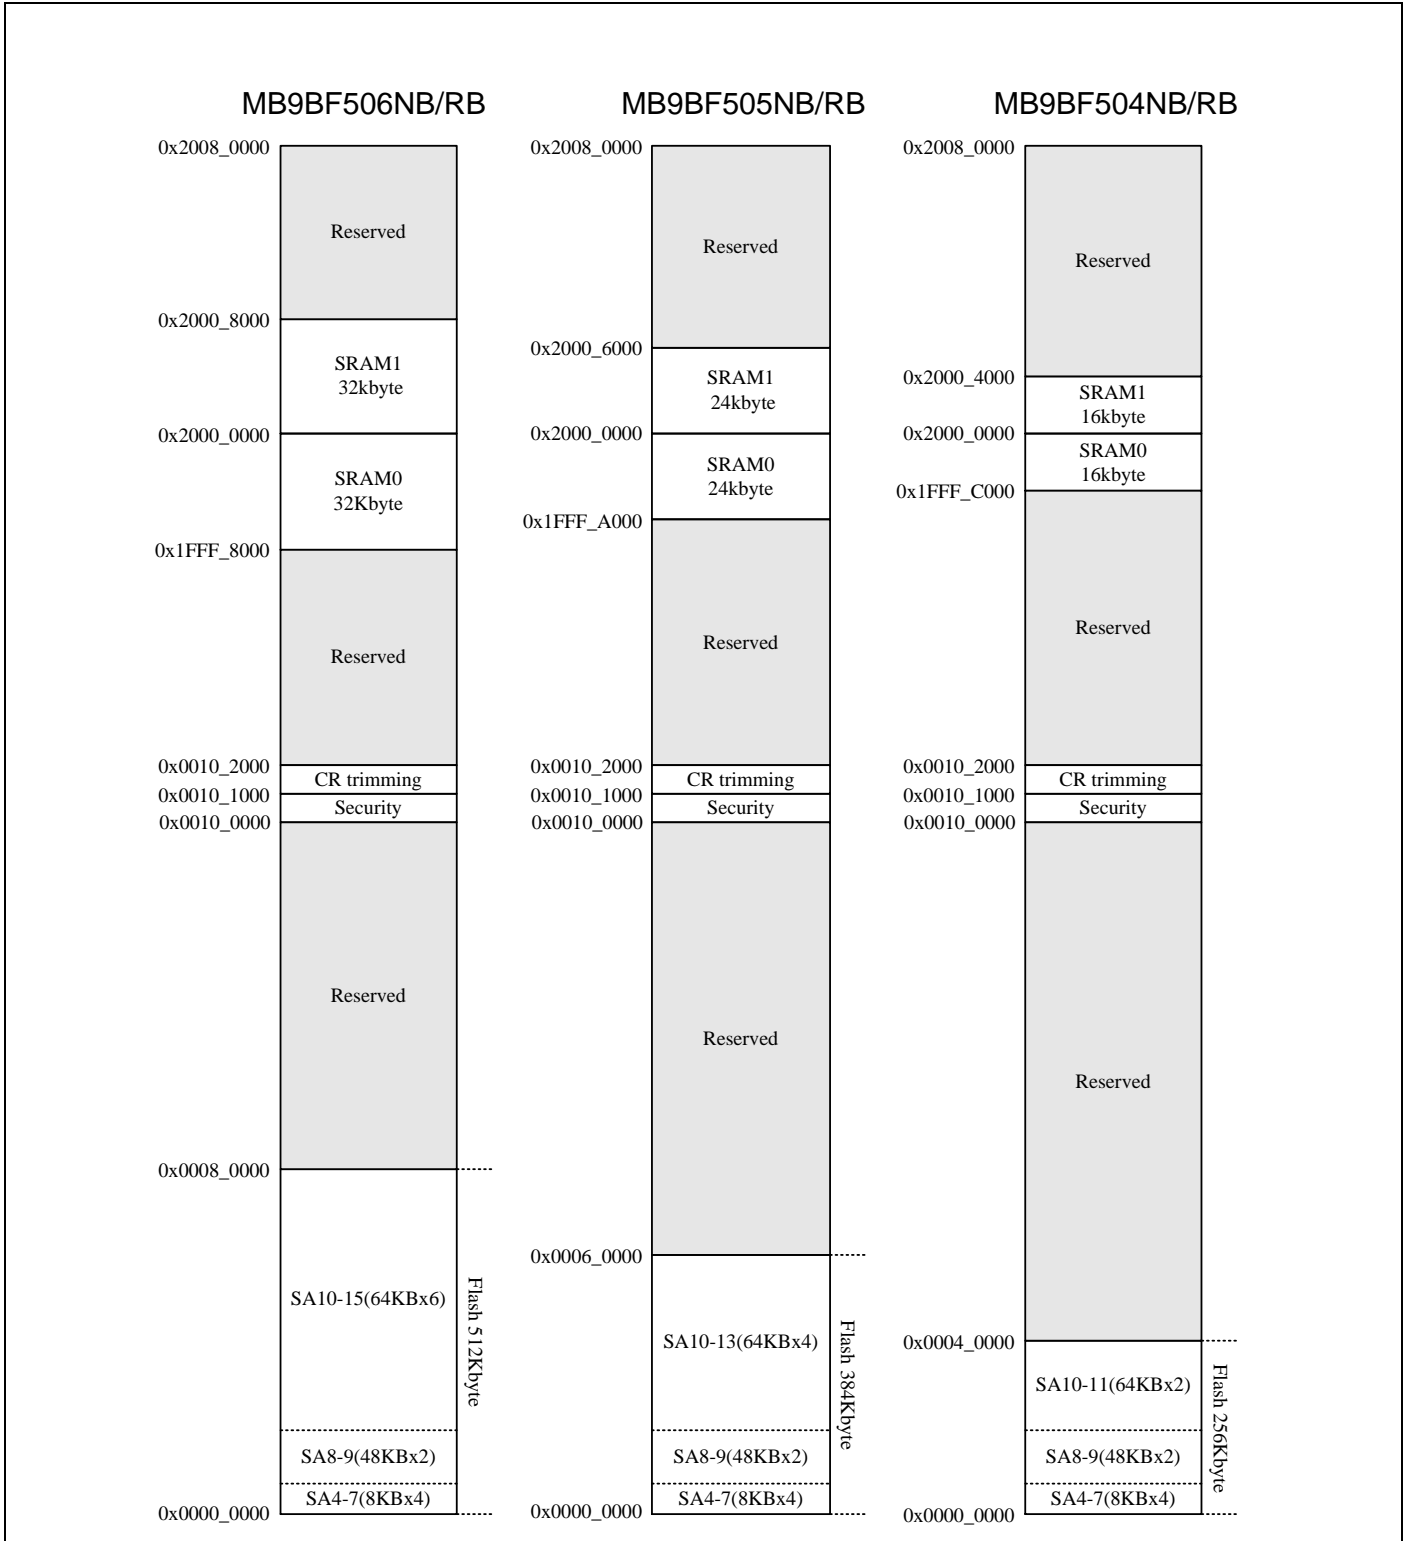 MB9BF506NB/RB
0x2008_0000
Reserved
0x2000_8000
SRAM1
32kbyte
0x2000_0000
SRAM0
32Kbyte
0x1FFF_8000
Reserved
0x0010_2000
CR trimming
0x0010_1000
Security
0x0010_0000
Reserved
0x0008_0000
SA10-15(64KBx6)
Flash 512Kbyte
SA8-9(48KBx2)
SA4-7(8KBx4)
0x0000_0000
MB9BF505NB/RB
0x2008_0000
Reserved
0x2000_6000
SRAM1
24kbyte
0x2000_0000
SRAM0
24kbyte
0x1FFF_A000
Reserved
0x0010_2000
CR trimming
0x0010_1000
Security
0x0010_0000
Reserved
0x0006_0000
SA10-13(64KBx4)
Flash 384Kbyte
SA8-9(48KBx2)
SA4-7(8KBx4)
0x0000_0000
MB9BF504NB/RB
0x2008_0000
Reserved
0x2000_4000
SRAM1
16kbyte
0x2000_0000
SRAM0
16kbyte
0x1FFF_C000
Reserved
0x0010_2000
CR trimming
0x0010_1000
Security
0x0010_0000
Reserved
0x0004_0000
SA10-11(64KBx2)
Flash 256Kbyte
SA8-9(48KBx2)
SA4-7(8KBx4)
0x0000_0000